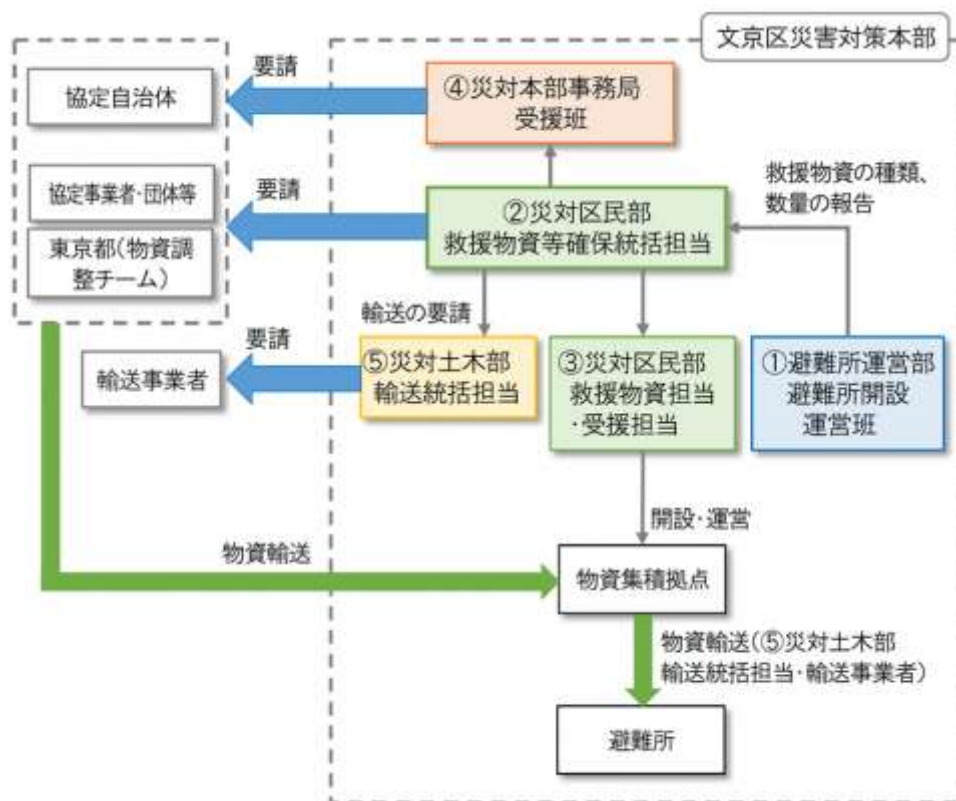 文京区災害対策本部
協定自治体
要請
④災対本部事務局
受援班
協定事業者・団体等
要請
②災対区民部
救援物資等確保統括担当
救援物資の種類、
数量の報告
東京都(物資調
整チーム)
輸送の要請
輸送事業者
要請
⑤災対土木部
輸送統括担当
③災対区民部
救援物資担当
・受援担当
①避難所運営部
避難所開設
運営班
開設・運営
物資輸送
物資集積拠点
物資輸送(⑤災対土木部
輸送統括担当・輸送事業者)
避難所